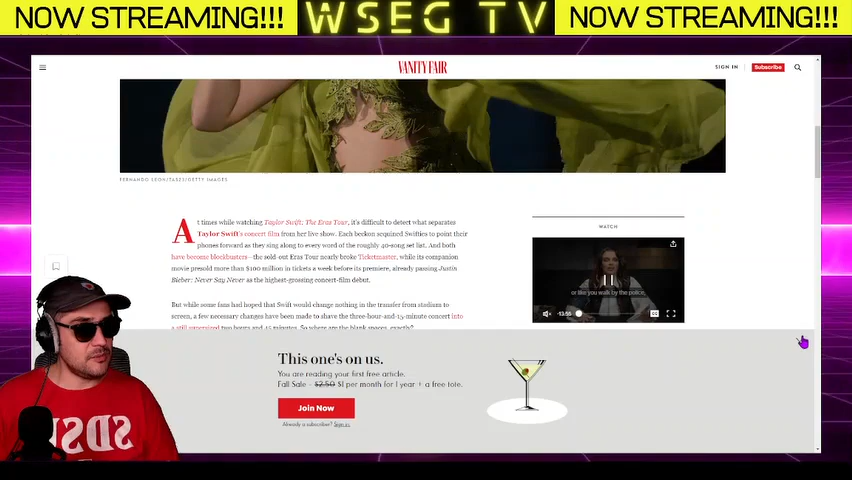 NOW STREAMING!!! WSEG TV NOW STREAMING!!!
VANITY FAIR
SIGN IN Subscribe
FERNANDO LEON/TAS23/GETTY IMAGES
At times while watching Taylor Swift: The Eras Tour, it's difficult to detect what separates
Taylor Swift's concert film from her live show. Each beckon sequined Swifties to point their
phones forward as they sing along to every word of the roughly 40-song set list. And both
have become blockbusters—the sold-out Eras Tour nearly broke Ticketmaster, while its companion
movie presold more than $100 million in tickets a week before its premiere, already passing Justin
Bieber: Never Say Never as the highest-grossing concert-film debut.
But while some fans had hoped that Swift would change nothing in the transfer from stadium to
screen, a few necessary changes have been made to shave the three-hour-and-15-minute concert into
a still supersized two hours and 45 minutes. So where are the blank spaces, exactly?
WATCH
or like you walk by the police,
-13:55
CC
This one's on us.
You are reading your first free article.
Fall Sale - $2.50 $1 per month for 1 year + a free tote.
Join Now
Already a subscriber? Sign in.
SDSU